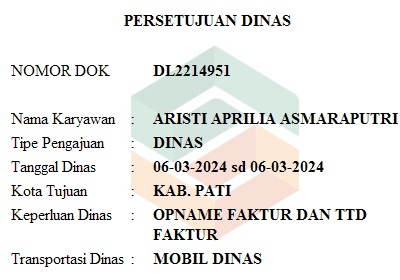 PERSETUJUAN DINAS
NOMOR DOK DL2214951
Nama Karyawan : ARISTI APRILIA ASMARAPUTRI
Tipe Pengajuan : DINAS
Tanggal Dinas : 06-03-2024 sd 06-03-2024
Kota Tujuan : KAB. PATI
Keperluan Dinas : OPNAME FAKTUR DAN TTD
FAKTUR
Transportasi Dinas : MOBIL DINAS